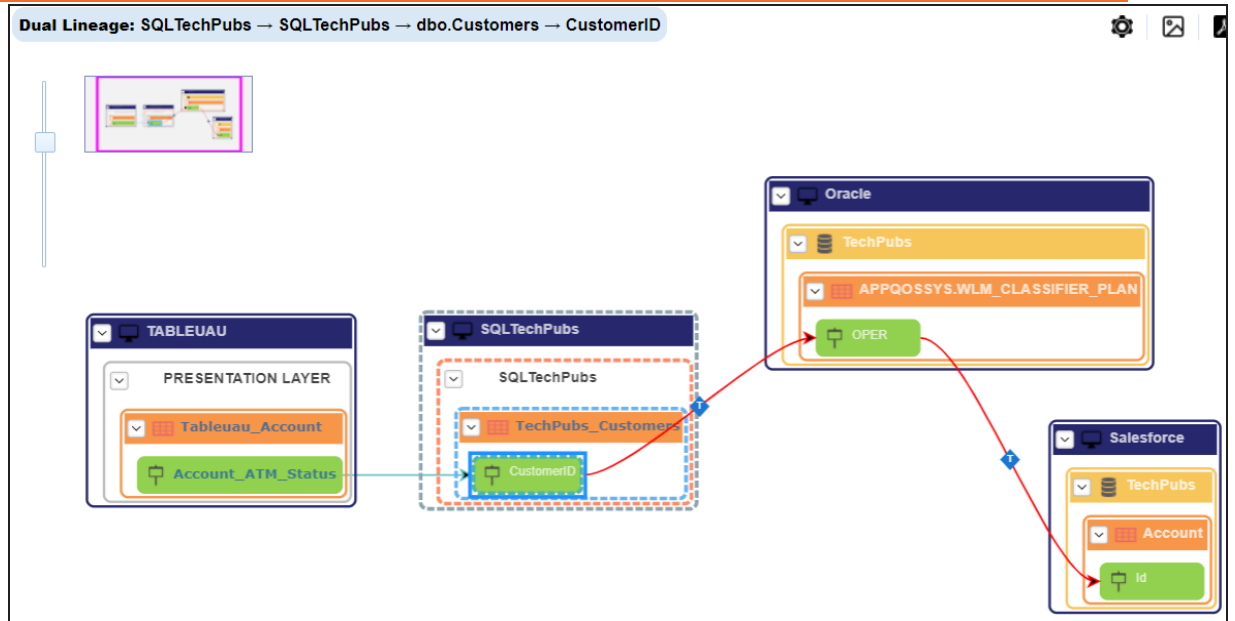 Dual Lineage: SQLTechPubs → SQLTechPubs → dbo.Customers → CustomerID
Oracle
TechPubs
APPQOSSYS.WLM_CLASSIFIER_PLAN
OPER
TABLEUAU
PRESENTATION LAYER
Tableuau_Account
Account_ATM_Status
SQLTechPubs
SQLTechPubs
TechPubs_Customers
CustomerID
T
T
Salesforce
TechPubs
Account
Id